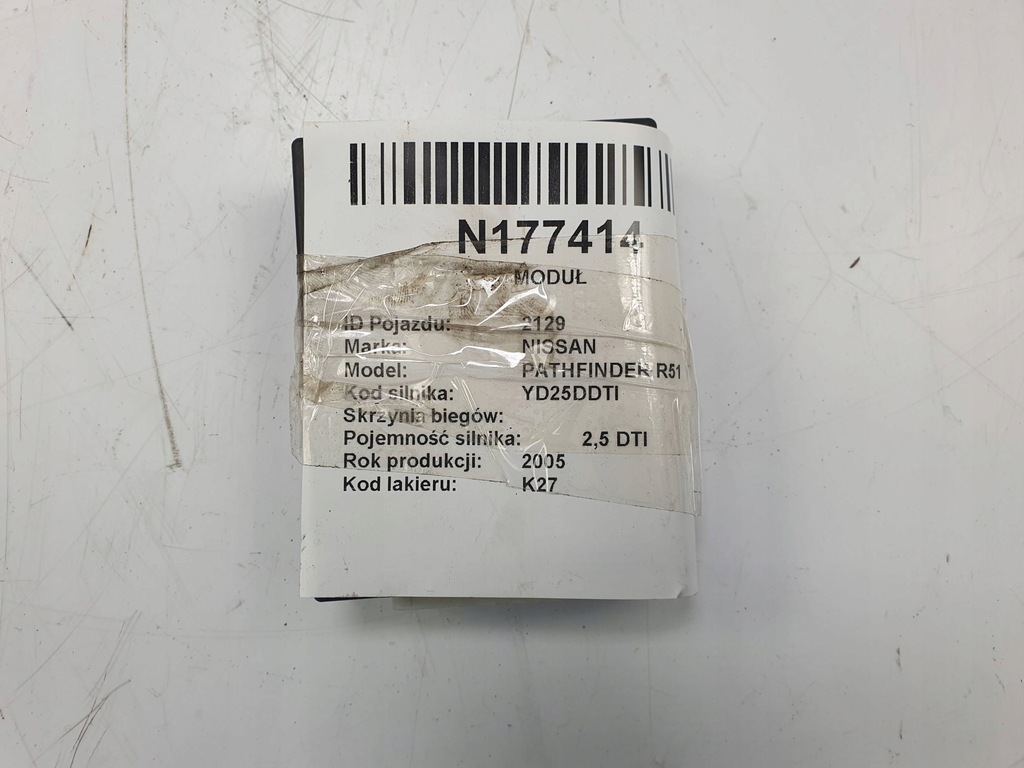 N177414
MODUŁ
ID Pojazdu: 2129
Marka: NISSAN
Model: PATHFINDER R51
Kod silnika: YD25DDTI
Skrzynia biegów:
Pojemność silnika: 2,5 DTI
Rok produkcji: 2005
Kod lakieru: K27